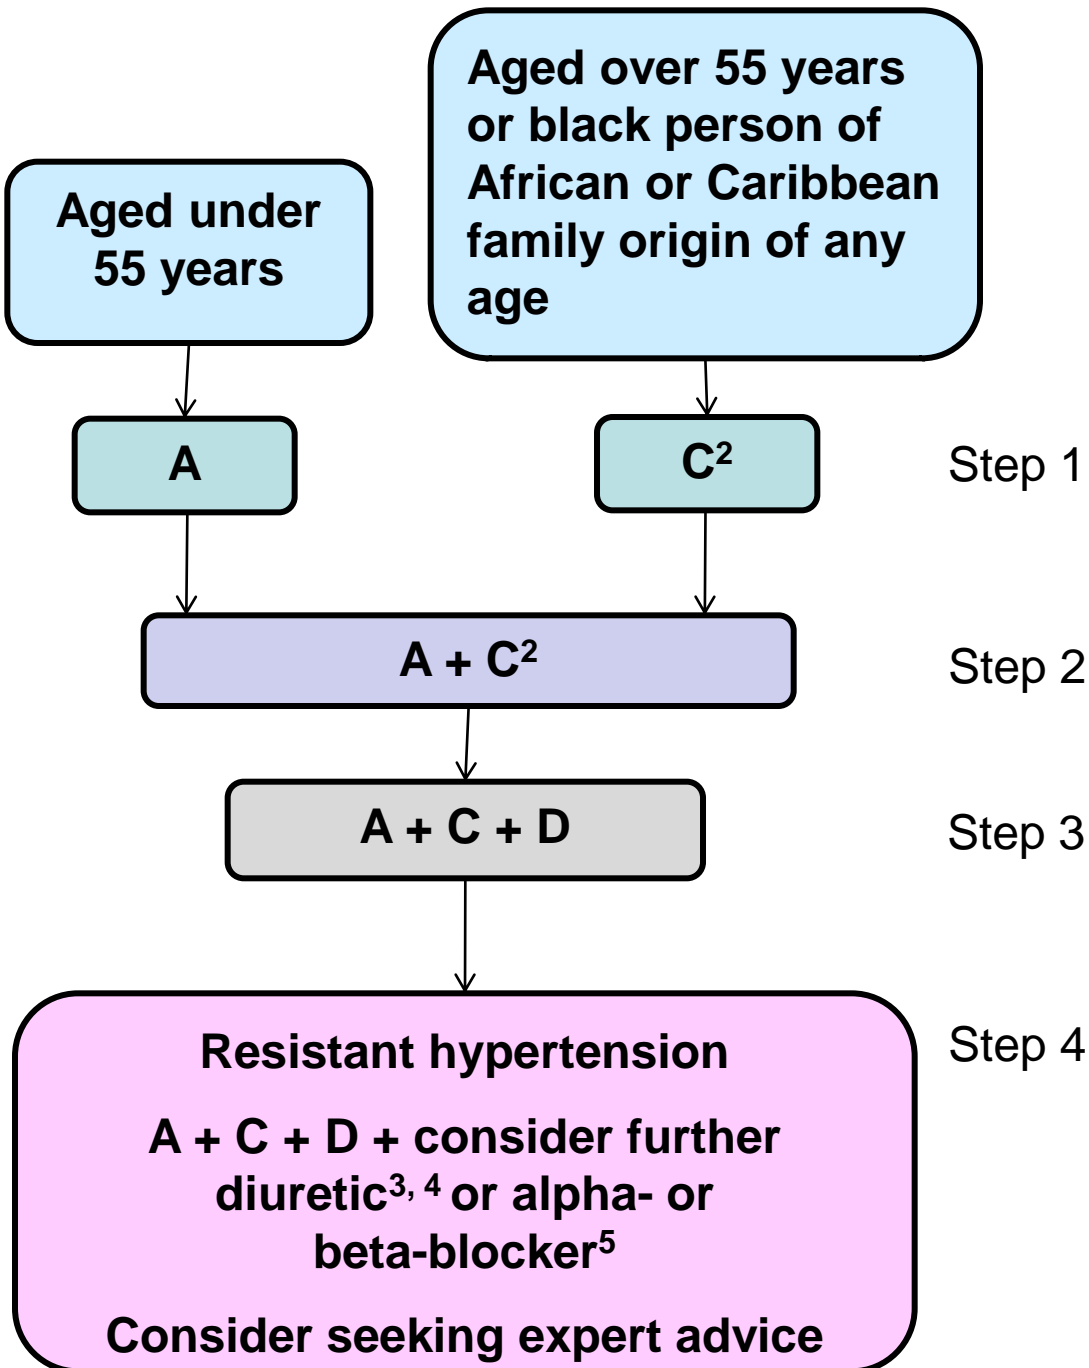 Aged over 55 years
or black person of
African or Caribbean
family origin of any
age
Aged under
55 years
A
C²
Step 1
A + C²
Step 2
A + C + D
Step 3
Resistant hypertension
Step 4
A + C + D + consider further
diuretic³, ⁴ or alpha- or
beta-blocker⁵
Consider seeking expert advice